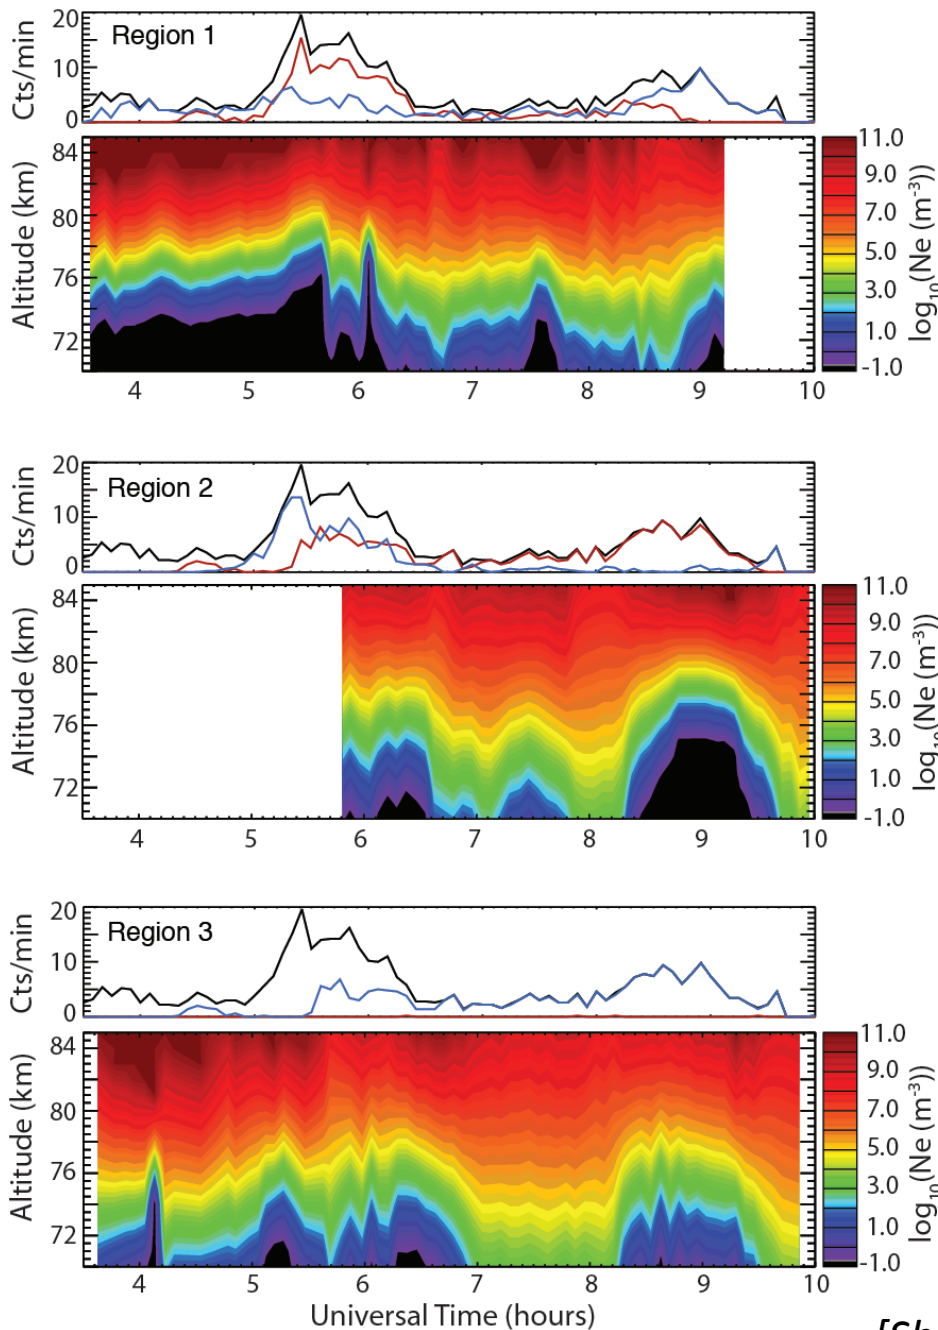 Region 1
Cts/min
20
10
0
Altitude (km)
84
80
76
72
4 5 6 7 8 9 10
11.0
9.0
7.0
5.0
3.0
1.0
-1.0
log10(Ne (m-3))
Region 2
Cts/min
20
10
0
Altitude (km)
84
80
76
72
4 5 6 7 8 9 10
11.0
9.0
7.0
5.0
3.0
1.0
-1.0
log10(Ne (m-3))
Region 3
Cts/min
20
10
0
Altitude (km)
84
80
76
72
4 5 6 7 8 9 10
11.0
9.0
7.0
5.0
3.0
1.0
-1.0
log10(Ne (m-3))
Universal Time (hours)